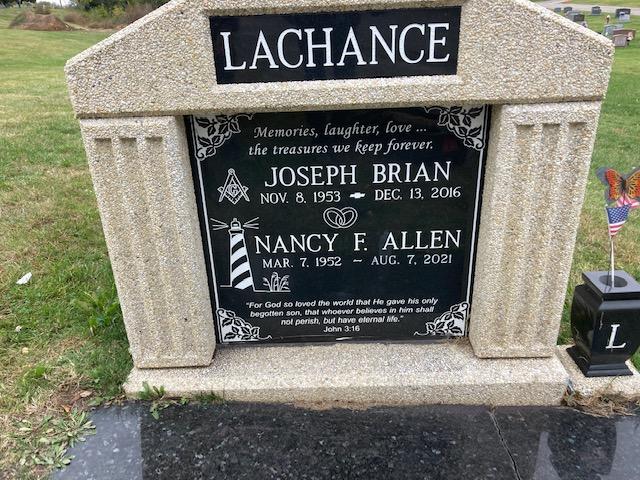 LACHANCE
Memories, laughter, love ...
the treasures we keep forever.
G
JOSEPH BRIAN
NOV. 8, 1953 DEC. 13, 2016
NANCY F. ALLEN
MAR. 7, 1952 ~ AUG. 7, 2021
"For God so loved the world that He gave his only
begotten son, that whoever believes in him shall
not perish, but have eternal life."
John 3:16
L